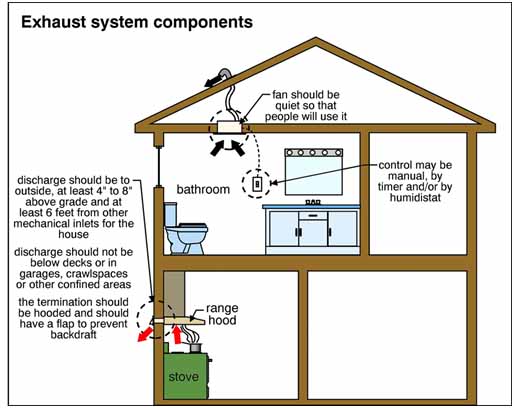 Exhaust system components
fan should be
quiet so that
people will use it
control may be
manual, by
timer and/or by
humidistat
bathroom
discharge should be to
outside, at least 4" to 8"
above grade and at
least 6 feet from other
mechanical inlets for the
house
discharge should not be
below decks or in
garages, crawlspaces
or other confined areas
the termination should
be hooded and should
have a flap to prevent
backdraft
range
hood
stove